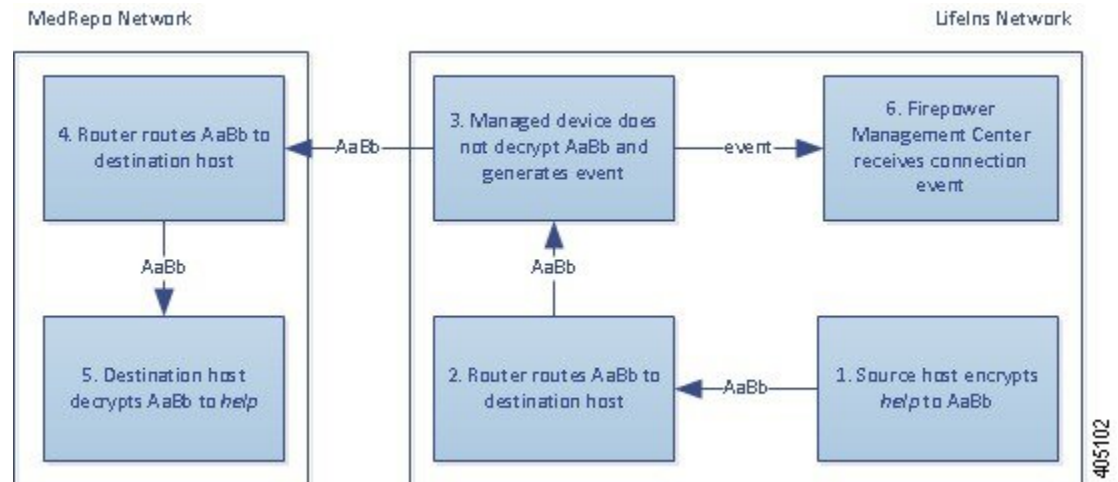 MedRepo Network
LifeIns Network
4. Router routes AaBb to
destination host
AaBb
3. Managed device does
not decrypt AaBb and
generates event
event
6. Firepower
Management Center
receives connection
event
AaBb
AaBb
5. Destination host
decrypts AaBb to help
2. Router routes AaBb to
destination host
AaBb
1. Source host encrypts
help to AaBb
405102